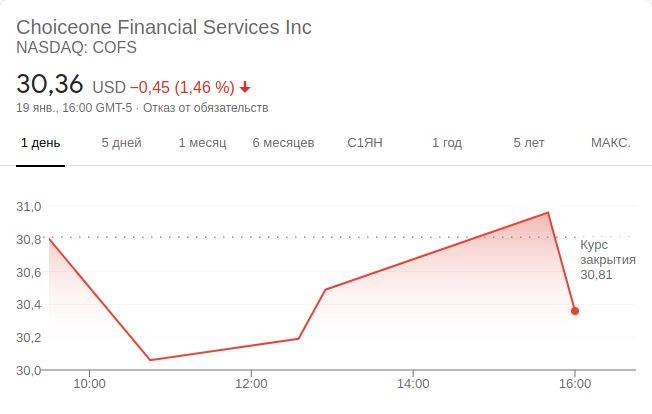 Choiceone Financial Services Inc
NASDAQ: COFS
30,36 USD −0,45 (1,46 %)
19 янв., 16:00 GMT-5 · Отказ от обязательств
1 день 5 дней 1 месяц 6 месяцев С1ЯН 1 год 5 лет МАКС.
31,0
30,8
Курс
закрытия
30,81
30,6
30,4
30,2
30,0
10:00 12:00 14:00 16:00